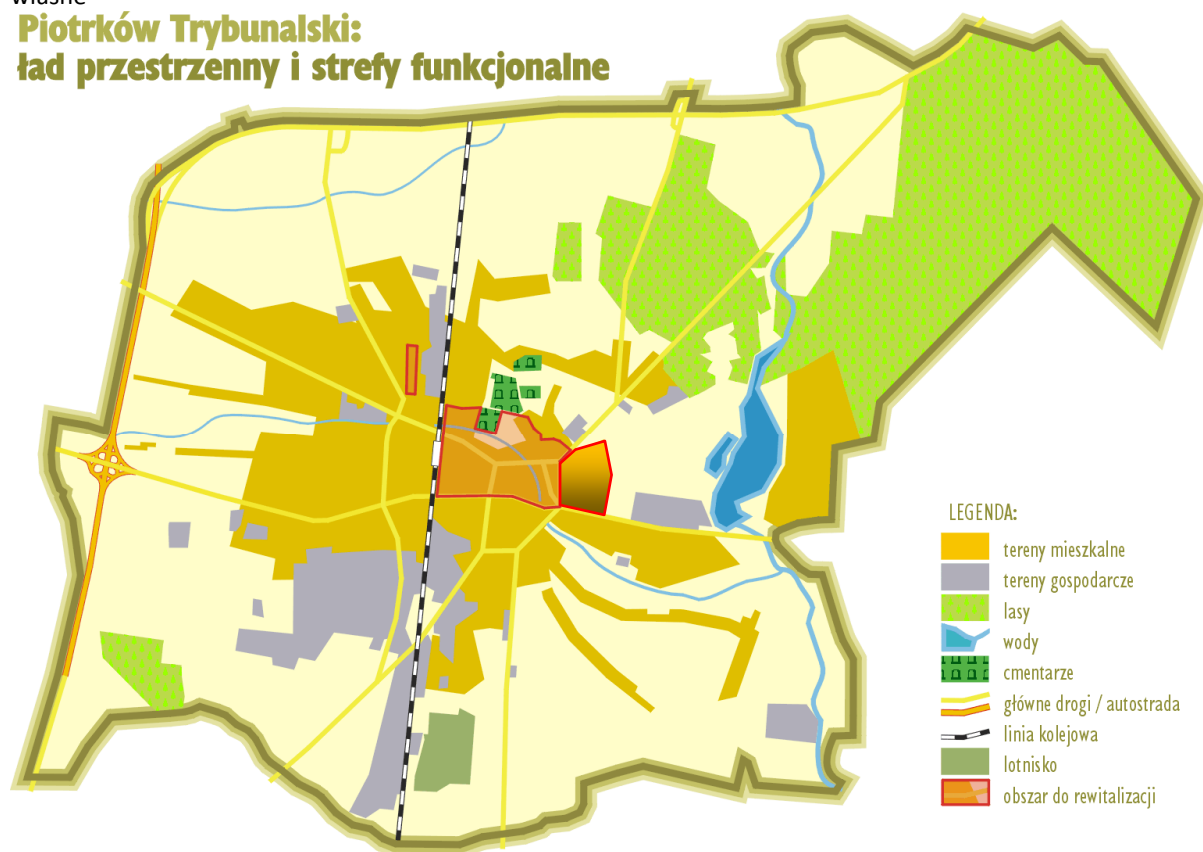 własne
Piotrków Trybunalski:
ład przestrzenny i strefy funkcjonalne
LEGENDA:
tereny mieszkalne
tereny gospodarcze
lasy
wody
cmentarze
główne drogi / autostrada
linia kolejowa
lotnisko
obszar do rewitalizacji